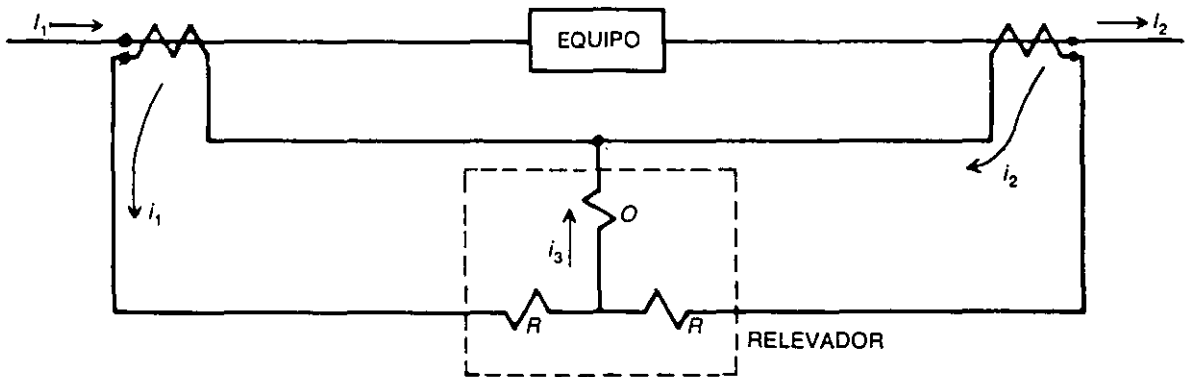 I₁
EQUIPO
I₂
i₁
i₂
O
i₃
R
R
RELEVADOR